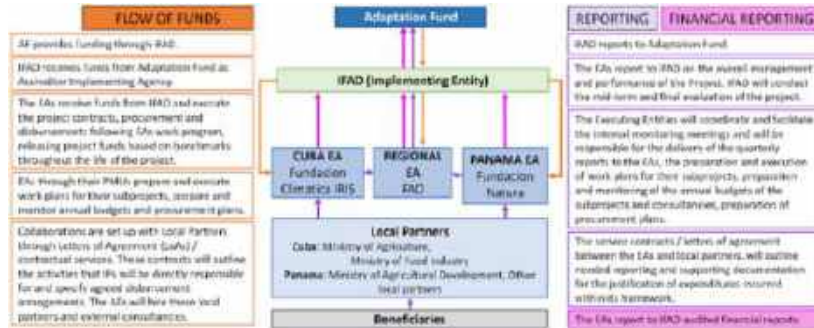 FLOW OF FUNDS
AF provides funding through IFAD.
IFAD receives funds from Adaptation Fund as
Accredited Implementing Agency
The EAs receive funds from IFAD and execute
the project contracts, procurement and
disbursements following EAs work program,
releasing project funds based on benchmarks
throughout the life of the project.
EAs through their PMUs prepare and execute
work plans for their subprojects, prepare and
monitor annual budgets and procurement plans.
Collaborations are set up with Local Partners
through Letters of Agreement (LoAs) /
contractual services. These contracts will outline
the activities that LPs will be directly responsible
for and specify agreed disbursement
arrangements. The EAs will hire these local
partners and external consultancies.
Adaptation Fund
IFAD (Implementing Entity)
CUBA EA
Fundacion
Climatica IRIS
REGIONAL
EA
FAO
PANAMA EA
Fundacion
Natura
Local Partners
Cuba: Ministry of Agriculture,
Ministry of Food Industry
Panama: Ministry of Agricultural Development, Other
local partners
Beneficiaries
REPORTING
FINANCIAL REPORTING
IFAD reports to Adaptation Fund.
The EAs report to IFAD on the overall management
and performance of the Project. IFAD will conduct
the mid-term and final evaluation of the project.
The Executing Entities will coordinate and facilitate
the internal monitoring meetings and will be
responsible for the delivery of the quarterly
reports to the EAs, the preparation and execution
of work plans for their subprojects, preparation
and monitoring of the annual budgets of the
subprojects and consultancies, preparation of
procurement plans.
The service contracts / letters of agreement
between the EAs and local partners, will outline
needed reporting and supporting documentation
for the justification of expenditures incurred
within its framework.
The EAs report to IFAD audited financial reports